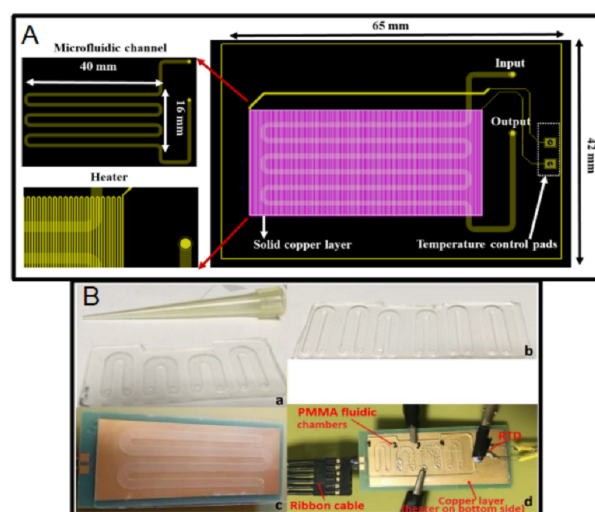 A
65 mm
Microfluidic channel
40 mm
16 mm
Input
Output
42 mm
Heater
Solid copper layer
Temperature control pads
B
a
b
c
PMMA fluidic
chambers
RTD
Ribbon cable
Copper layer
(heater on bottom side)
d